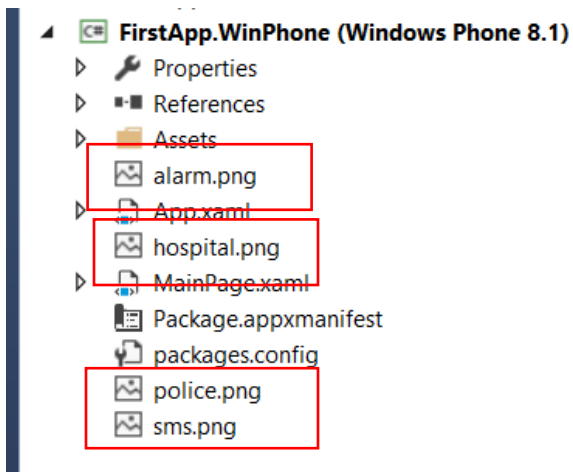 C# FirstApp.WinPhone (Windows Phone 8.1)
Properties
References
Assets
alarm.png
App.xaml
hospital.png
MainPage.xaml
Package.appxmanifest
packages.config
police.png
sms.png